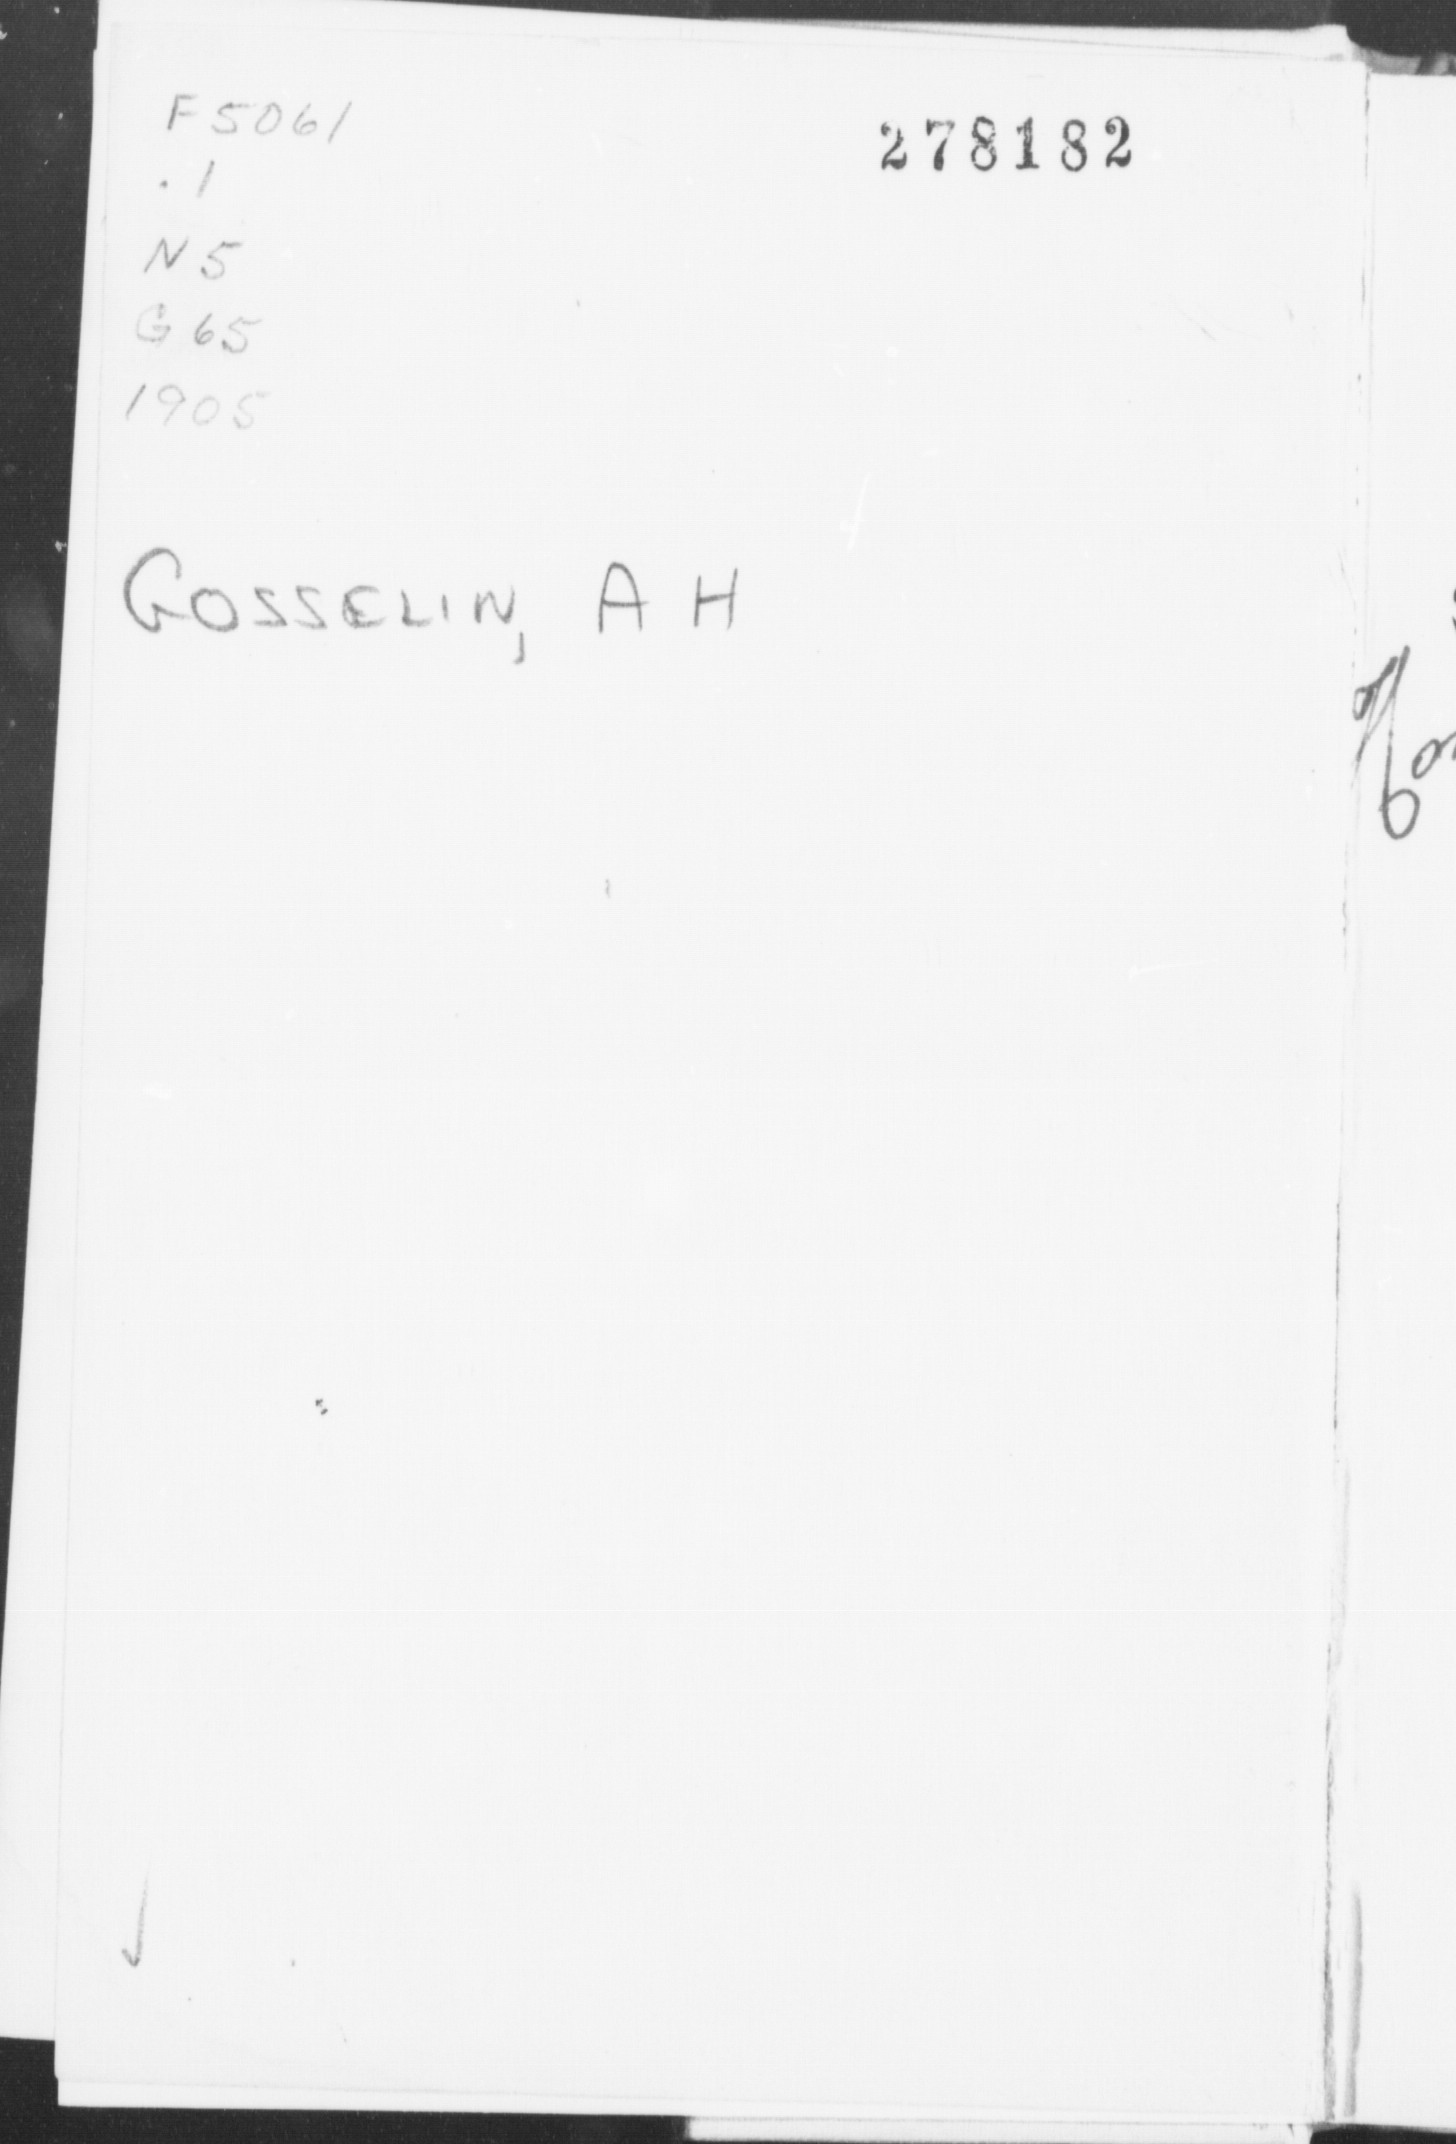 F5061
.1
N5
G65
1905
278182
GOSSELIN, A H